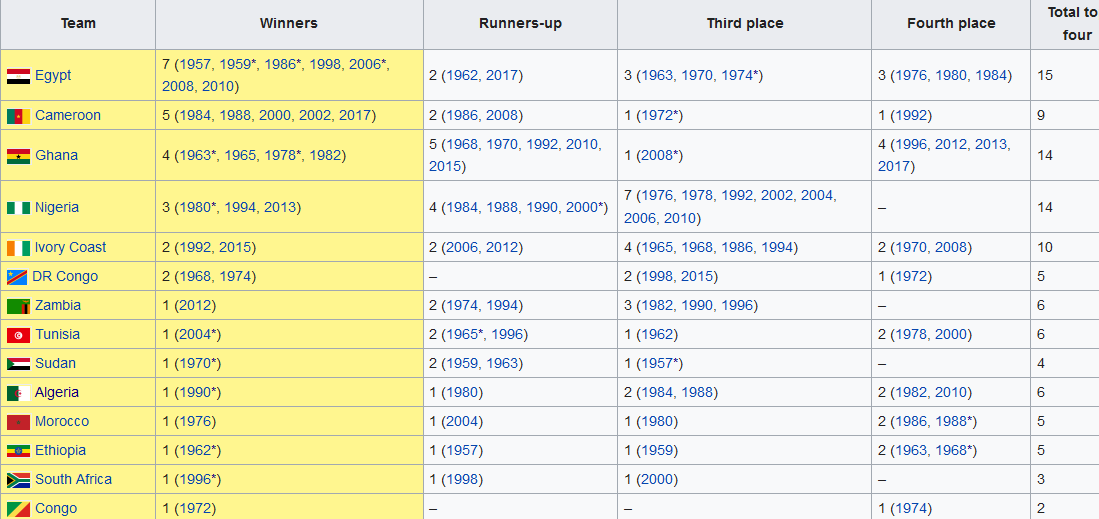 Team Winners Runners-up Third place Fourth place Total to four
Egypt 7 (1957, 1959*, 1986*, 1998, 2006*, 2008, 2010) 2 (1962, 2017) 3 (1963, 1970, 1974*) 3 (1976, 1980, 1984) 15
Cameroon 5 (1984, 1988, 2000, 2002, 2017) 2 (1986, 2008) 1 (1972*) 1 (1992) 9
Ghana 4 (1963*, 1965, 1978*, 1982) 5 (1968, 1970, 1992, 2010, 2015) 1 (2008*) 4 (1996, 2012, 2013, 2017) 14
Nigeria 3 (1980*, 1994, 2013) 4 (1984, 1988, 1990, 2000*) 7 (1976, 1978, 1992, 2002, 2004, 2006, 2010) – 14
Ivory Coast 2 (1992, 2015) 2 (2006, 2012) 4 (1965, 1968, 1986, 1994) 2 (1970, 2008) 10
DR Congo 2 (1968, 1974) – 2 (1998, 2015) 1 (1972) 5
Zambia 1 (2012) 2 (1974, 1994) 3 (1982, 1990, 1996) – 6
Tunisia 1 (2004*) 2 (1965*, 1996) 1 (1962) 2 (1978, 2000) 6
Sudan 1 (1970*) 2 (1959, 1963) 1 (1957*) – 4
Algeria 1 (1990*) 1 (1980) 2 (1984, 1988) 2 (1982, 2010) 6
Morocco 1 (1976) 1 (2004) 1 (1980) 2 (1986, 1988*) 5
Ethiopia 1 (1962*) 1 (1957) 1 (1959) 2 (1963, 1968*) 5
South Africa 1 (1996*) 1 (1998) 1 (2000) – 3
Congo 1 (1972) – – 1 (1974) 2